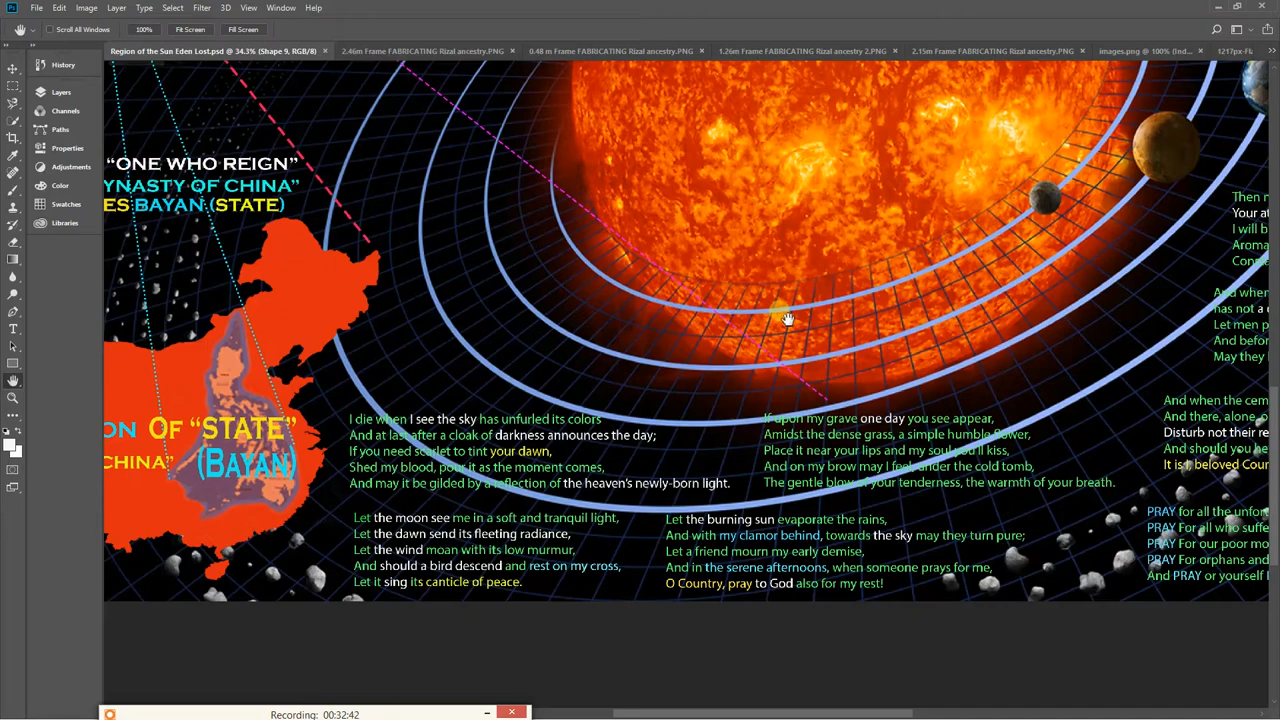 File Edit Image Layer Type Select Filter 3D View Window Help
Scroll All Windows 100% Fit Screen Fill Screen
Region of the Sun Eden Lost.psd @ 34.3% (Shape 9, RGB/8) × 2.46m Frame FABRICATING Rizal ancestry.PNG × 0.48 m Frame FABRICATING Rizal ancestry.PNG × 1.26m Frame FABRICATING Rizal ancestry 2.PNG × 2,15m Frame FABRICATING Rizal ancestry.PNG × images.png @ 100% (Ind... × 1217px-Fl
History
Layers
Channels
Paths
Properties
Adjustments
Color
Swatches
Libraries
“ONE WHO REIGN”
YNASTY OF CHINA”
ES BAYAN (STATE)
ON OF “STATE”
CHINA” (BAYAN)
I die when I see the sky has unfurled its colors
And at last after a cloak of darkness announces the day;
If you need scarlet to tint your dawn,
Shed my blood, pour it as the moment comes,
And may it be gilded by a reflection of the heaven's newly-born light.
If upon my grave one day you see appear,
Amidst the dense grass, a simple humble flower,
Place it near your lips and my soul you'll kiss,
And on my brow may I feel, under the cold tomb,
The gentle blow of your tenderness, the warmth of your breath.
Let the moon see me in a soft and tranquil light,
Let the dawn send its fleeting radiance,
Let the wind moan with its low murmur,
And should a bird descend and rest on my cross,
Let it sing its canticle of peace.
Let the burning sun evaporate the rains,
And with my clamor behind, towards the sky may they turn pure;
Let a friend mourn my early demise,
And in the serene afternoons, when someone prays for me,
O Country, pray to God also for my rest!
Then
Your at
I will b
Aroma
Cons
And when
has not a
Let men p
And befor
May they
And when the cem
And there, alone, o
Disturb not their re
And should you he
It is I, beloved Coun
PRAY for all the unfor
PRAY For all who suffe
PRAY For our poor mo
PRAY For orphans and
And PRAY or yourself
Recording: 00:32:42